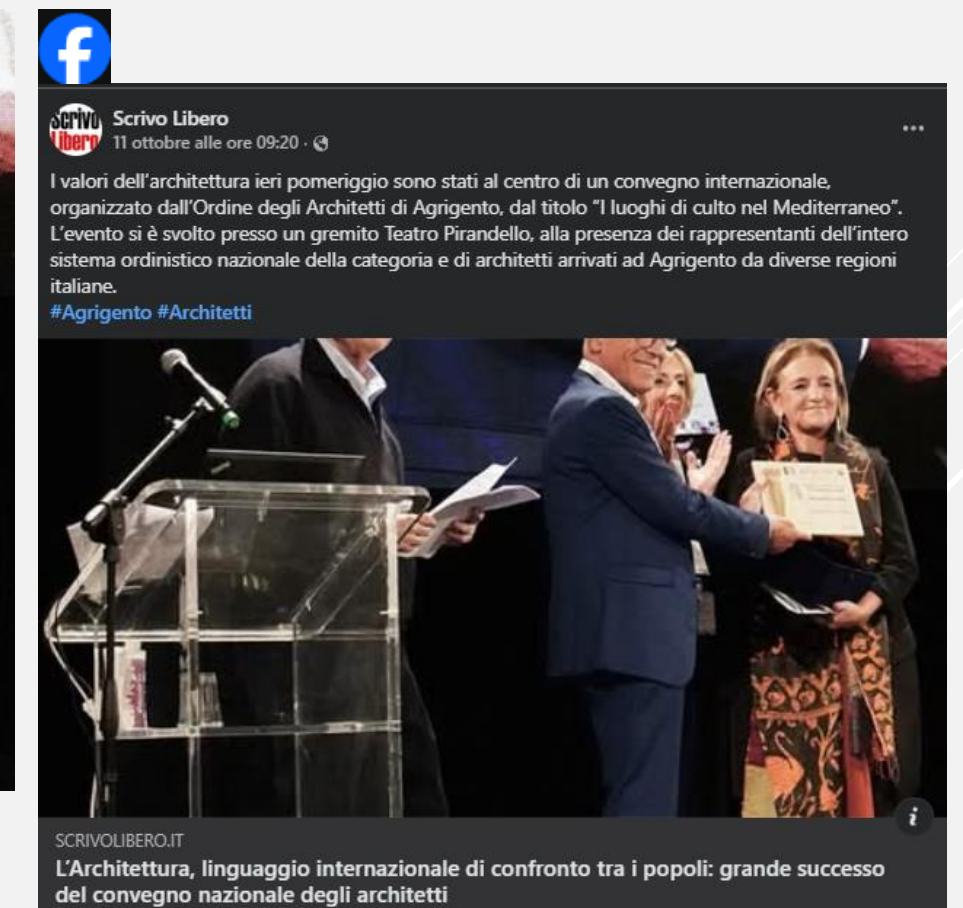 Scrivo Libero
Scrivo Libero
11 ottobre alle ore 09:20
I valori dell'architettura ieri pomeriggio sono stati al centro di un convegno internazionale,
organizzato dall'Ordine degli Architetti di Agrigento, dal titolo “I luoghi di culto nel Mediterraneo”.
L'evento si è svolto presso un gremito Teatro Pirandello, alla presenza dei rappresentanti dell'intero
sistema ordinistico nazionale della categoria e di architetti arrivati ad Agrigento da diverse regioni
italiane.
#Agrigento #Architetti
SCRIVOLIBERO.IT
L'Architettura, linguaggio internazionale di confronto tra i popoli: grande successo
del convegno nazionale degli architetti